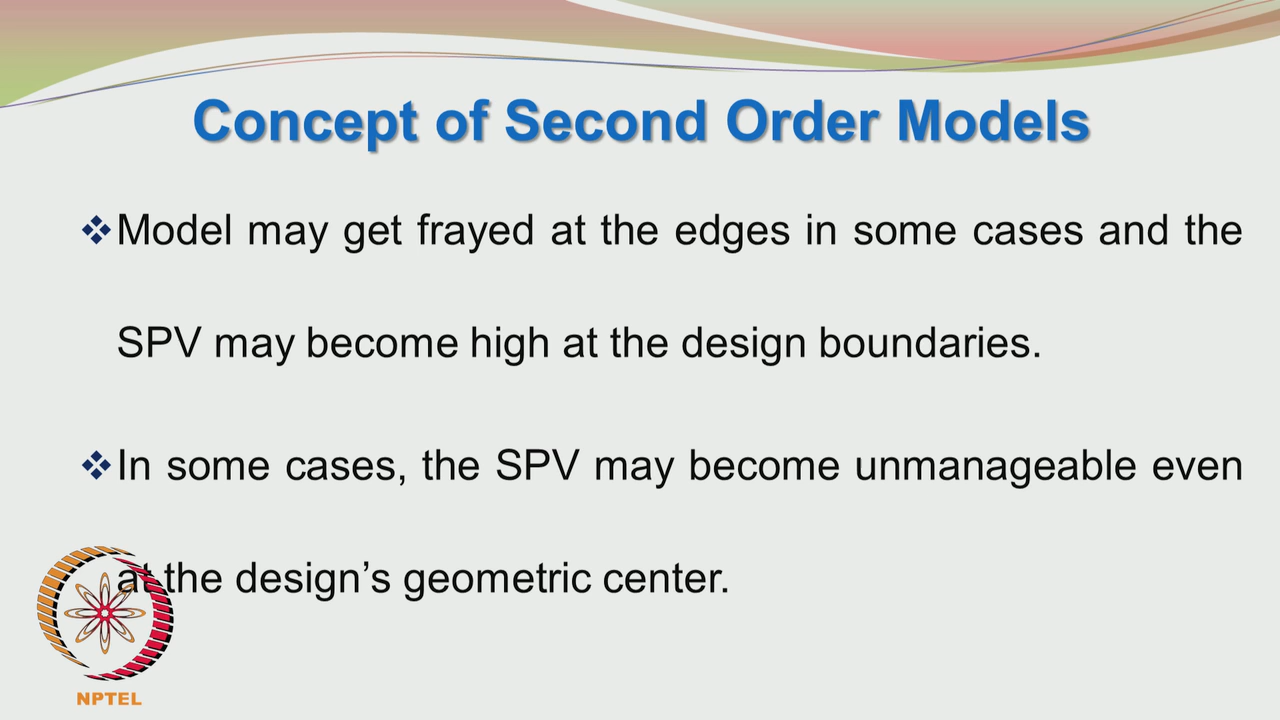 Concept of Second Order Models
❖Model may get frayed at the edges in some cases and the
SPV may become high at the design boundaries.
❖In some cases, the SPV may become unmanageable even
at the design’s geometric center.
NPTEL